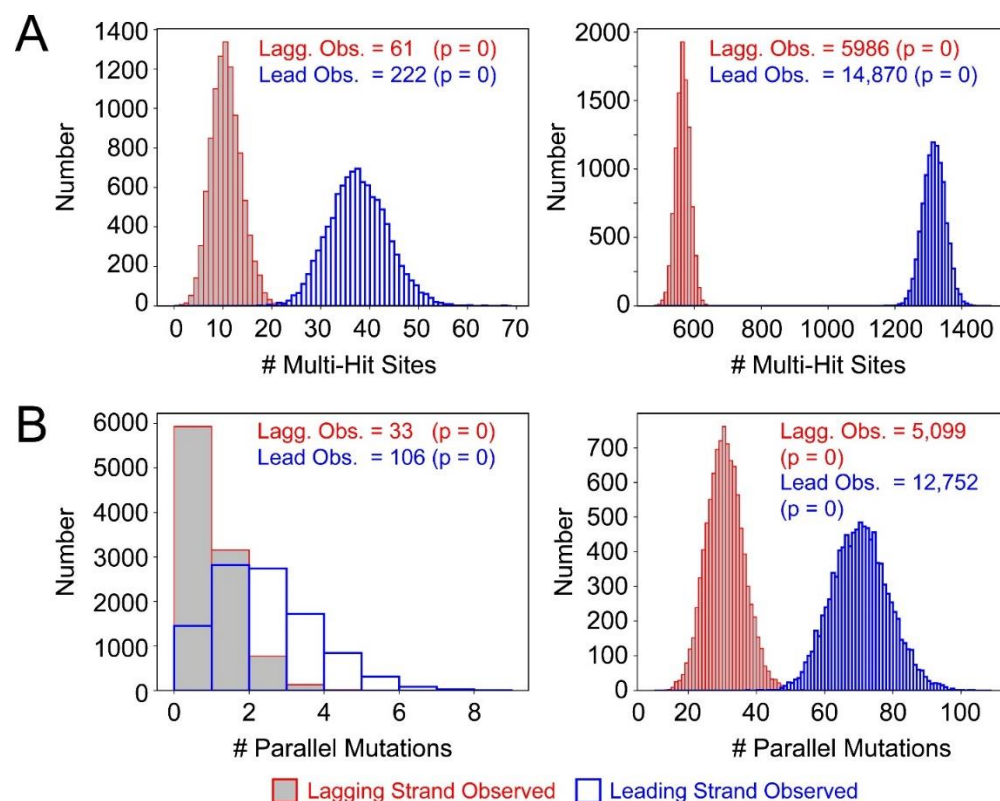 A
1400
1200
1000
800
600
400
200
0
Number
Lagg. Obs. = 61 (p = 0)
Lead Obs. = 222 (p = 0)
0 10 20 30 40 50 60 70
# Multi-Hit Sites
2000
1500
1000
500
0
Number
Lagg. Obs. = 5986 (p = 0)
Lead Obs. = 14,870 (p = 0)
600 800 1000 1200 1400
# Multi-Hit Sites
B
6000
5000
4000
3000
2000
1000
0
Number
Lagg. Obs. = 33 (p = 0)
Lead Obs. = 106 (p = 0)
0 2 4 6 8
# Parallel Mutations
700
600
500
400
300
200
100
0
Number
Lagg. Obs. = 5,099
(p = 0)
Lead Obs. = 12,752
(p = 0)
0 20 40 60 80 100
# Parallel Mutations
Lagging Strand Observed Leading Strand Observed